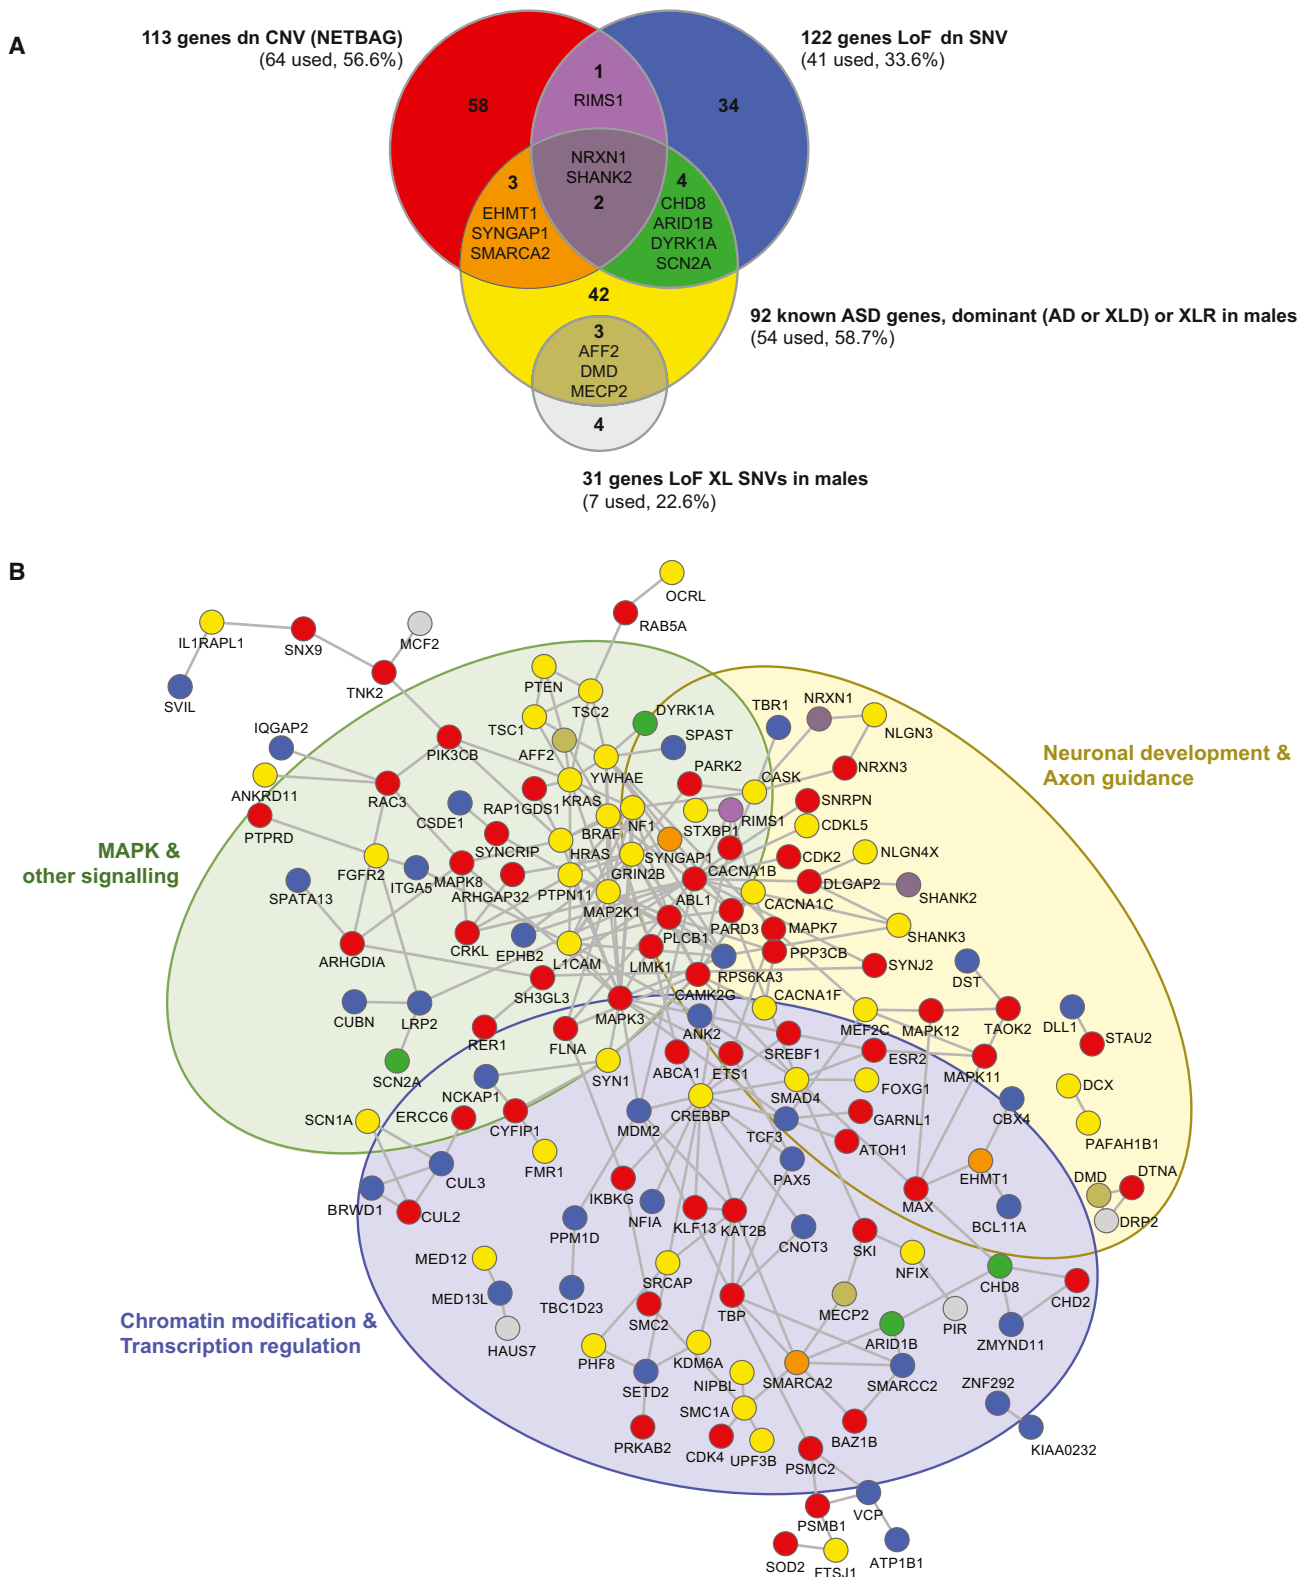 A
113 genes dn CNV (NETBAG)
(64 used, 56.6%)
122 genes LoF dn SNV
(41 used, 33.6%)
58
1
RIMS1
34
NRXN1
SHANK2
2
3
EHMT1
SYNGAP1
SMARCA2
4
CHD8
ARID1B
DYRK1A
SCN2A
42
92 known ASD genes, dominant (AD or XLD) or XLR in males
(54 used, 58.7%)
3
AFF2
DMD
MECP2
4
31 genes LoF XL SNVs in males
(7 used, 22.6%)
B
OCRL
RAB5A
IL1RAPL1
SNX9
MCF2
TNK2
SVIL
PTEN
TSC2
TSC1
DYRK1A
TBR1
NRXN1
NLGN3
IQGAP2
PIK3CB
AFF2
SPAST
YWHAE
PARK2
CASK
NRXN3
Neuronal development &
Axon guidance
ANKRD11
RAC3
RAP1GDS1
KRAS
CSDE1
BRAF
NF1
STXBP1
RIMS1
SNRPN
CDKL5
PTPRD
SYNCRIP
HRAS
SYNGAP1
CACNA1B
CDK2
NLGN4X
MAPK &
other signalling
FGFR2
ITGA5
MAPK8
ARHGAP32
PTPN11
GRIN2B
ABL1
DLGAP2
SHANK2
SPATA13
MAP2K1
CACNA1C
ARHGDIA
CRKL
EPHB2
L1CAM
PLCB1
PARD3
MAPK7
SHANK3
LIMK1
PPP3CB
SYNJ2
DST
SH3GL3
RPS6KA3
CUBN
LRP2
MAPK3
CAMK2G
CACNA1F
MEF2C
MAPK12
TAOK2
DLL1
STAU2
RER1
FLNA
ANK2
SREBF1
ESR2
MAPK11
SCN2A
NCKAP1
SYN1
ABCA1
ETS1
SMAD4
FOXG1
DCX
SCN1A
ERCC6
CYFIP1
CREBBP
MDM2
TCF3
GARNL1
CBX4
PAFAH1B1
FMR1
ATOH1
CUL3
PAX5
EHMT1
DMD
DTNA
BRWD1
CUL2
IKBKG
NFIA
MAX
BCL11A
DRP2
PPM1D
KLF13
KAT2B
CNOT3
SKI
NFIX
MED12
SRCAP
CHD8
CHD2
MED13L
TBC1D23
SMC2
TBP
MECP2
PIR
ZMYND11
Chromatin modification &
Transcription regulation
HAUS7
ARID1B
PHF8
KDM6A
SETD2
NIPBL
SMARCA2
SMARCC2
ZNF292
SMC1A
PRKAB2
CDK4
UPF3B
BAZ1B
KIAA0232
PSMC2
VCP
PSMB1
SOD2
FTSJ1
ATP1B1